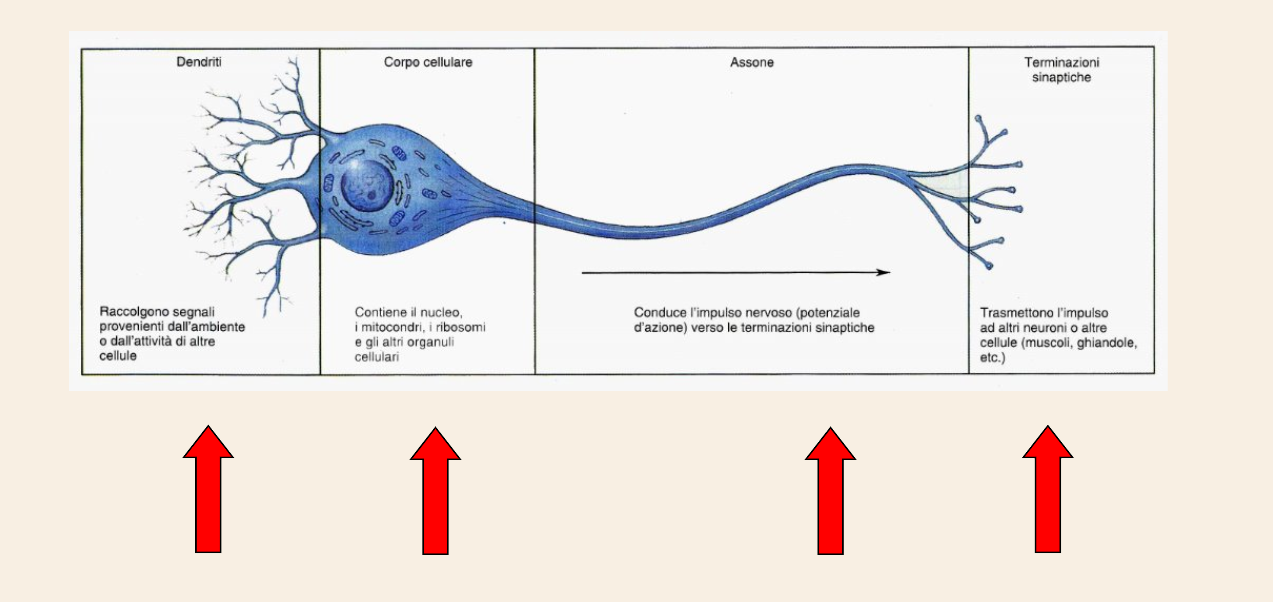 Dendriti
Raccolgono segnali
provenienti dall'ambiente
o dall'attività di altre
cellule
Corpo cellulare
Contiene il nucleo,
i mitocondri, i ribosomi
e gli altri organuli
cellulari
Assone
Conduce l'impulso nervoso (potenziale
d'azione) verso le terminazioni sinaptiche
Terminazioni
sinaptiche
Trasmettono l'impulso
ad altri neuroni o altre
cellule (muscoli, ghiandole,
etc.)